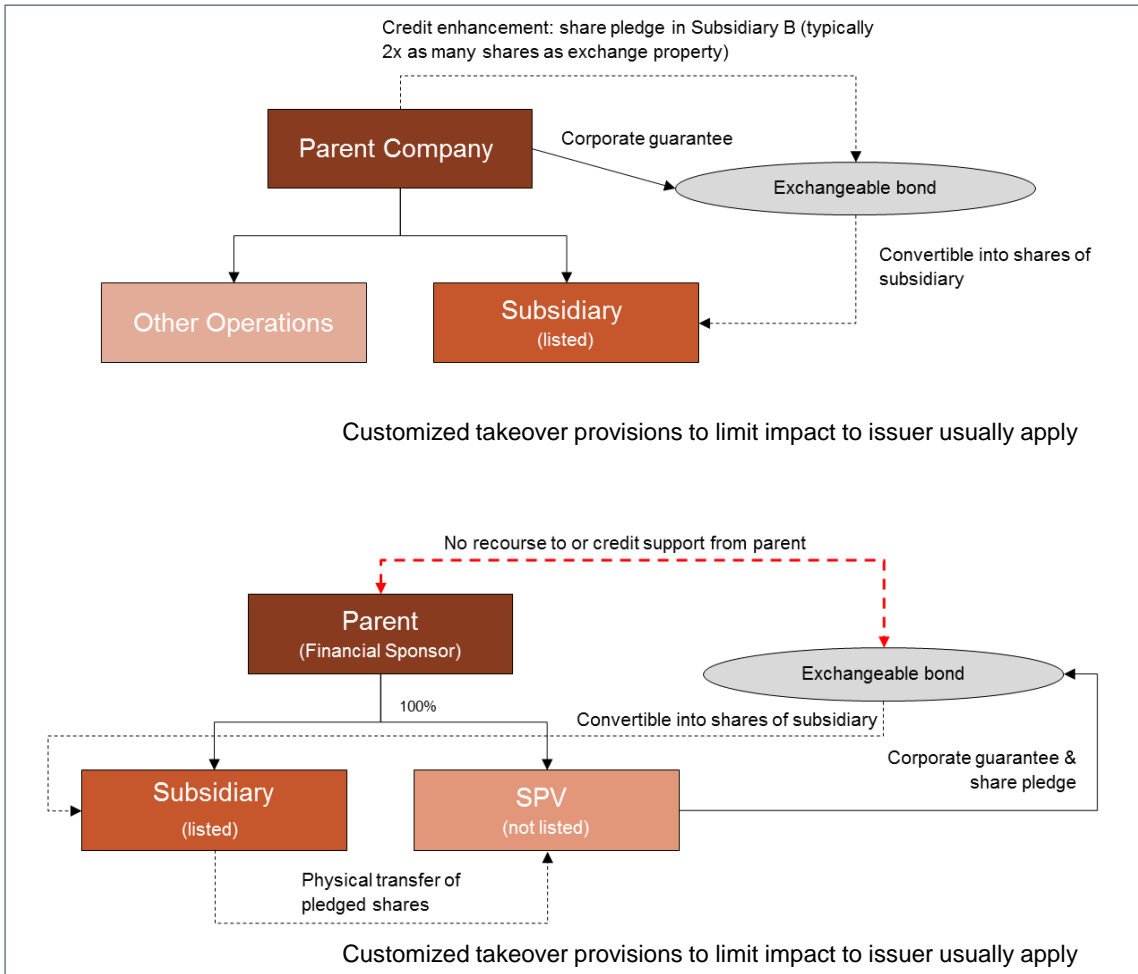 Credit enhancement: share pledge in Subsidiary B (typically
2x as many shares as exchange property)
Parent Company
Corporate guarantee
Exchangeable bond
Convertible into shares of
subsidiary
Other Operations
Subsidiary
(listed)
Customized takeover provisions to limit impact to issuer usually apply
No recourse to or credit support from parent
Parent
(Financial Sponsor)
Exchangeable bond
100%
Convertible into shares of subsidiary
Corporate guarantee &
share pledge
Subsidiary
(listed)
SPV
(not listed)
Physical transfer of
pledged shares
Customized takeover provisions to limit impact to issuer usually apply